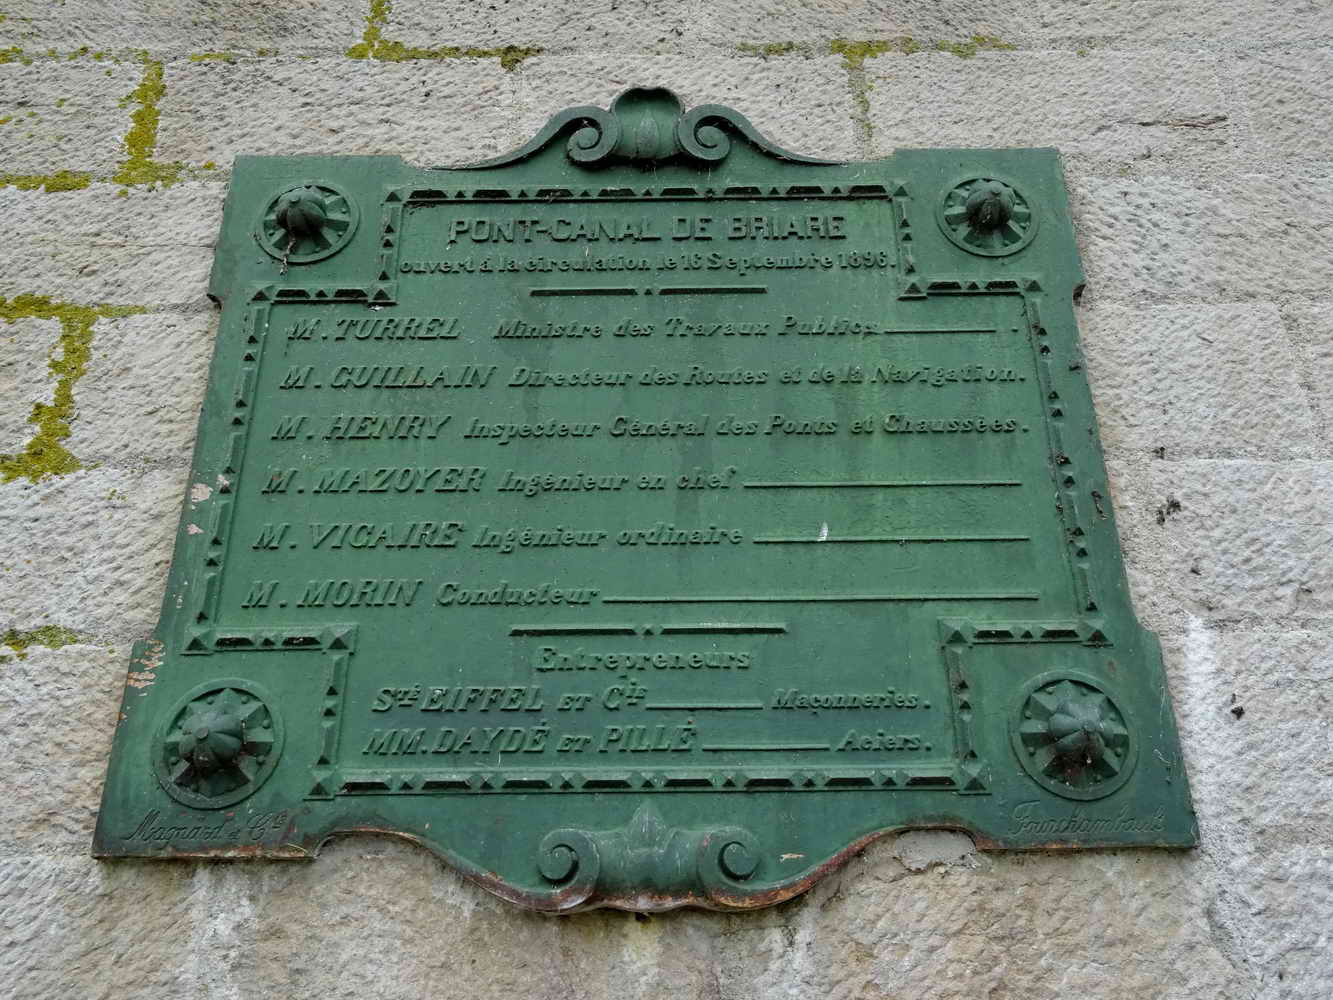 PONT-CANAL DE BRIARE
ouvert à la circulation le 16 Septembre 1896.
M. TURREL Ministre des Travaux Publics
M. GUILLAIN Directeur des Routes et de la Navigation.
M. HENRY Inspecteur Général des Ponts et Chaussées.
M. MAZOYER Ingénieur en chef
M. VIGAIRE Ingénieur ordinaire
M. MORIN Conducteur
Entrepreneurs
Sté EIFFEL ET Cie Maçonneries.
MM. DAYDÉ ET PILLÉ Aciers.
Magnard et Cie Fourchambault